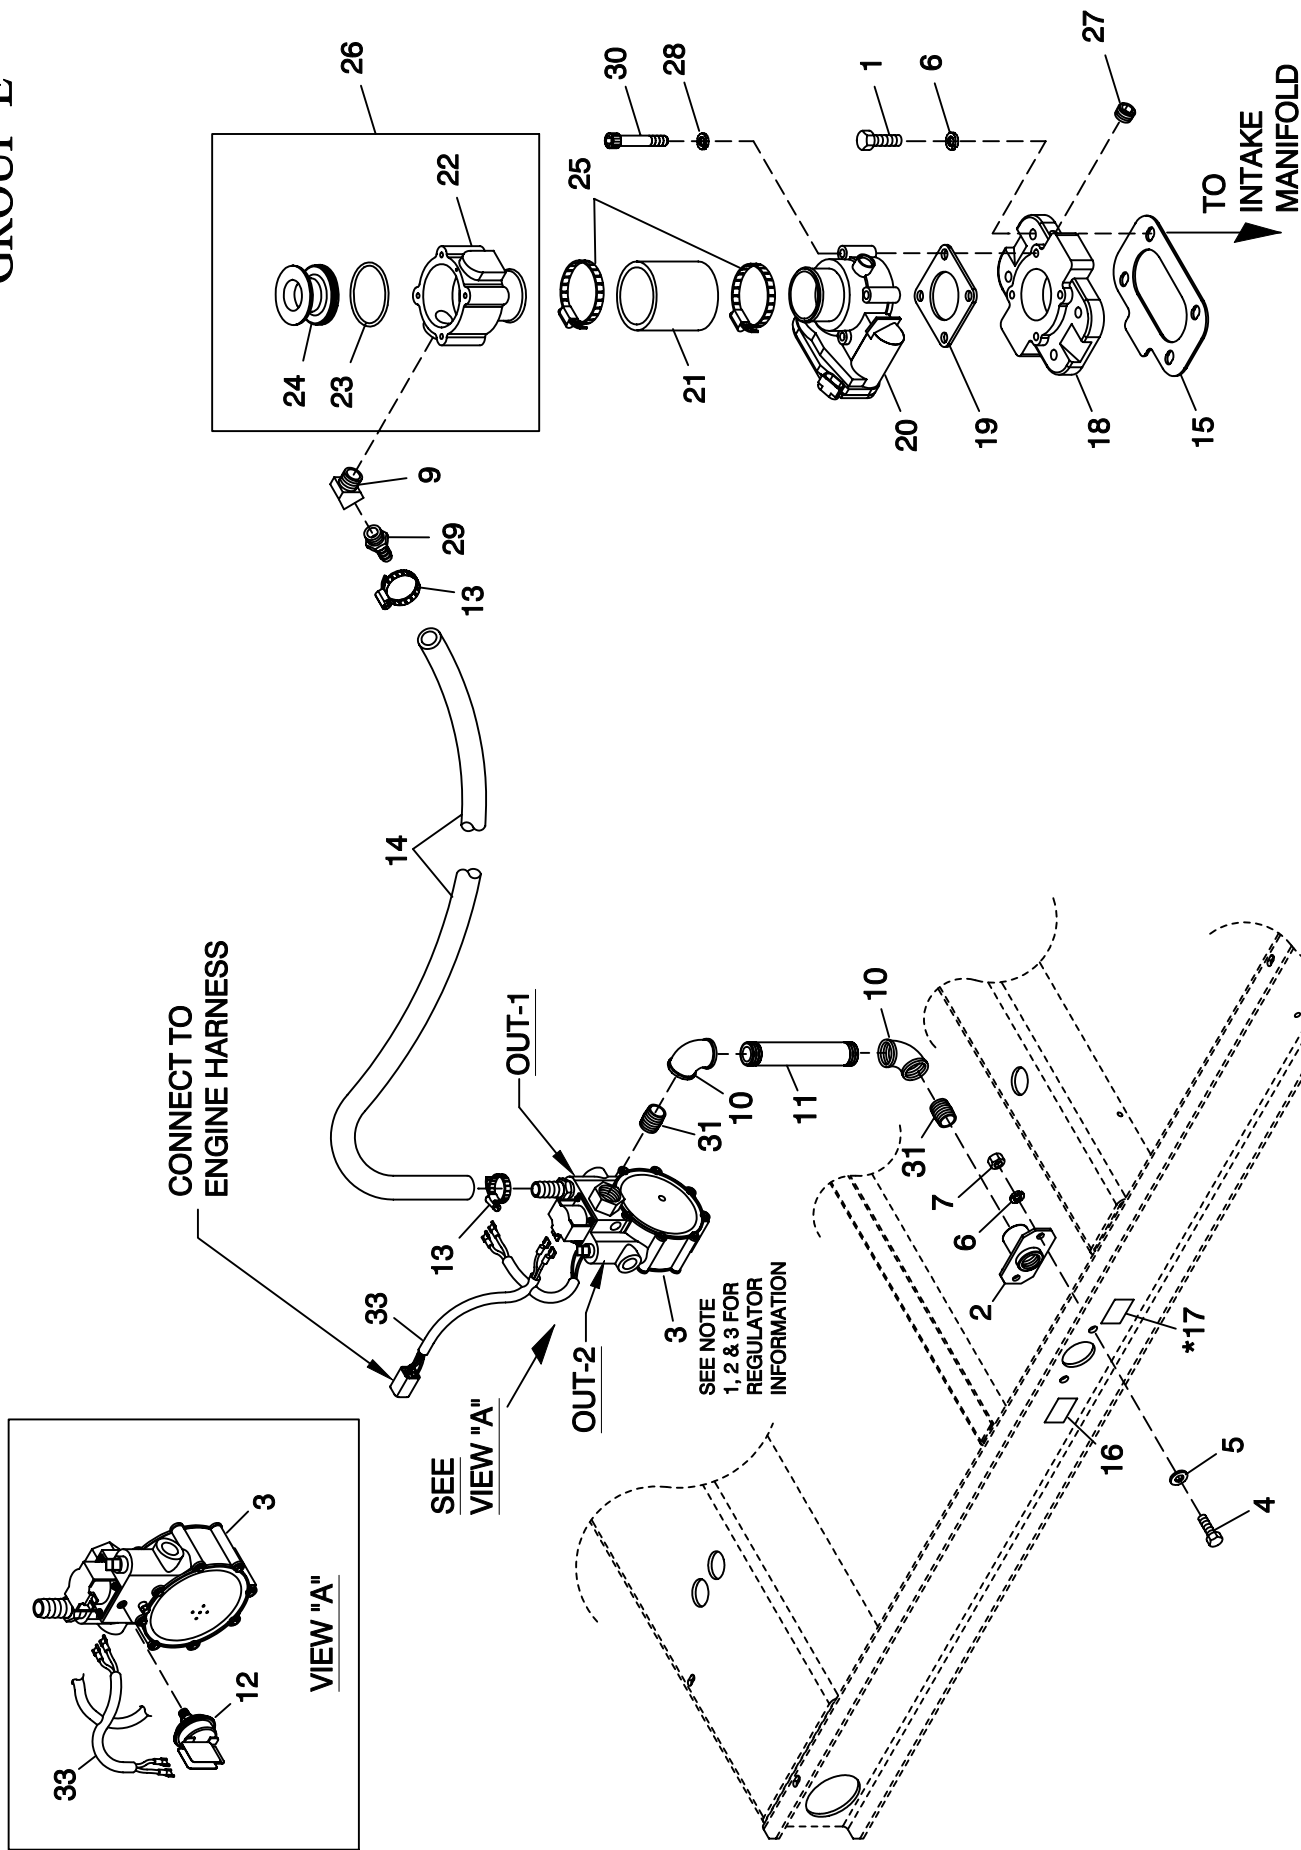 GROUP E
26
30
28
1
6
27
22
25
TO
INTAKE
MANIFOLD
24
23
21
20
19
18
15
9
29
13
14
CONNECT TO
ENGINE HARNESS
OUT-1
10
10
11
31
31
7
6
2
13
33
3
SEE NOTE
1, 2 & 3 FOR
REGULATOR
INFORMATION
OUT-2
SEE
VIEW "A"
*17
16
5
4
3
12
33
VIEW "A"